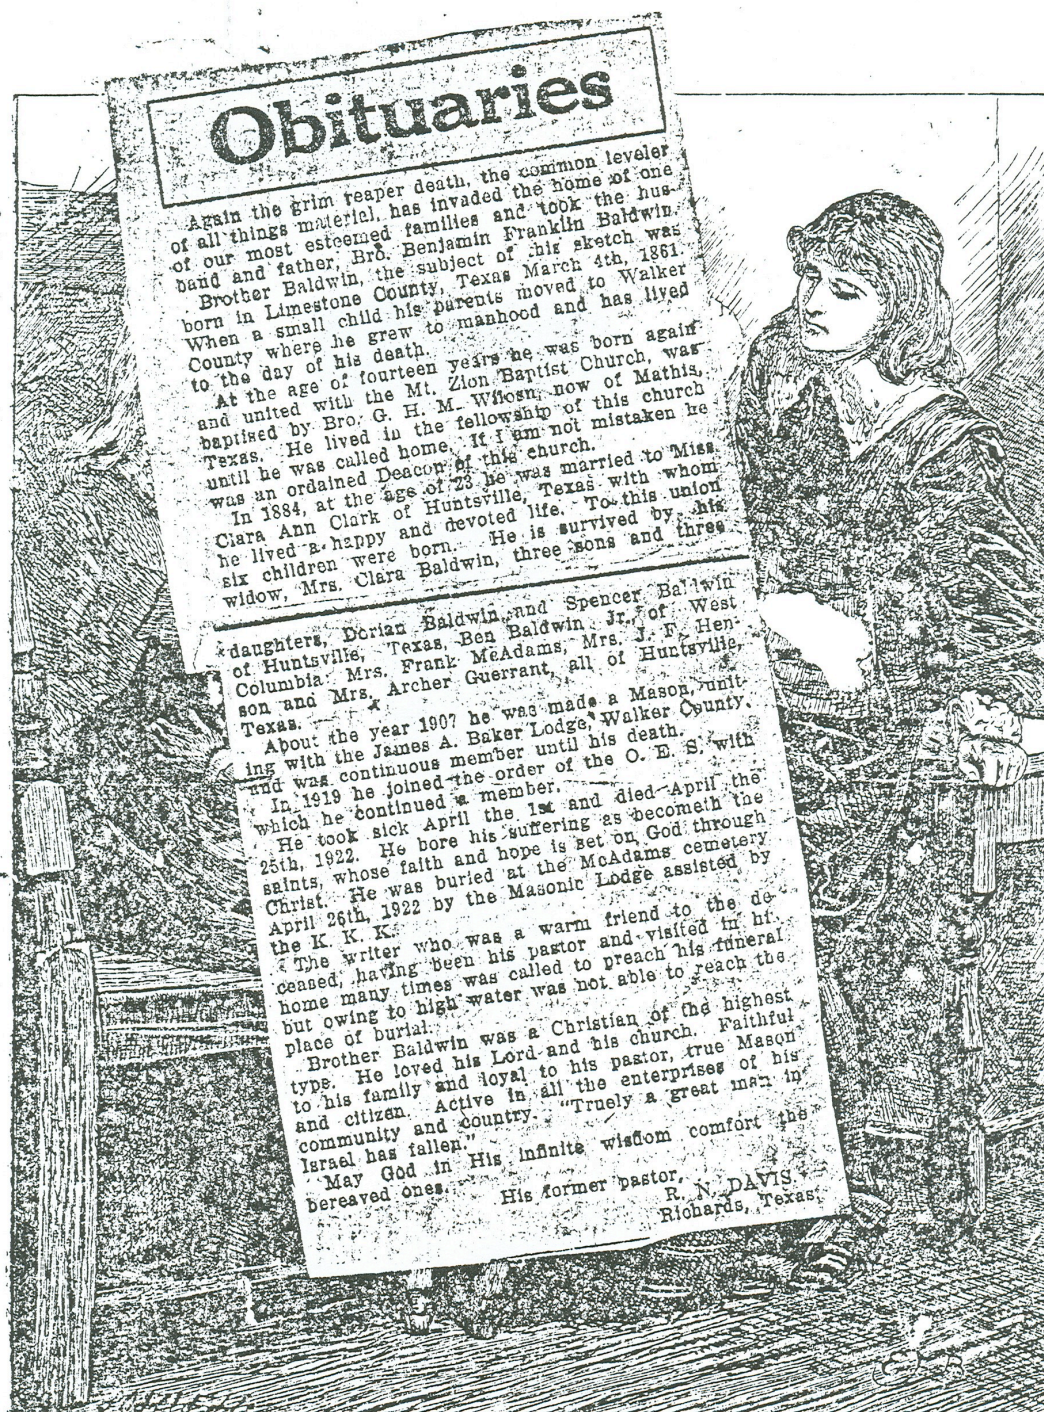 Obituaries
Again the grim reaper death, the common leveler
of all things material, has invaded the home of one
of our most esteemed families and took the hus-
band and father, Bro. Benjamin Franklin Baldwin.
Brother Baldwin, the subject of this sketch was
born in Limestone County, Texas March 4th, 1861.
When a small child his parents moved to Walker
County where he grew to manhood and has lived
to the day of his death.
At the age of fourteen years he was born again
and united with the Mt. Zion Baptist Church, was
baptised by Bro. G. H. M. Wilosn, now of Mathis,
Texas. He lived in the fellowship of this church
until he was called home. If I am not mistaken he
was an ordained Deacon of this church.
In 1884, at the age of 23 he was married to Miss
Clara Ann Clark of Huntsville, Texas with whom
he lived a happy and devoted life. To this union
six children were born. He is survived by his
widow, Mrs. Clara Baldwin, three sons and three
daughters, Dorian Baldwin and Spencer Baldwin
of Huntsville, Texas, Ben Baldwin Jr., of West
Columbia. Mrs. Frank McAdams, Mrs. J. F. Hen-
son and Mrs. Archer Guerrant, all of Huntsville,
Texas.
About the year 1907 he was made a Mason, unit-
ing with the James A. Baker Lodge, Walker County,
and was continuous member until his death.
In 1919 he joined the order of the O. E. S. with
which he continued a member.
He took sick April the 1st and died April the
25th, 1922. He bore his suffering as becometh the
saints, whose faith and hope is set on God through
Christ. He was buried at the McAdams cemetery
April 26th, 1922 by the Masonic Lodge assisted by
the K. K. K.
The writer who was a warm friend to the de-
ceased, having been his pastor and visited in hi
home many times was called to preach his funeral
but owing to high water was not able to reach the
place of burial.
Brother Baldwin was a Christian of the highest
type. He loved his Lord and his church. Faithful
to his family and loyal to his pastor, true Mason
and citizen. Active in all the enterprises of his
community and country. "Truely a great man in
Israel has fallen."
May God in His infinite wisdom comfort the
bereaved ones.
His former pastor,
R. N. DAVIS,
Richards, Texas.